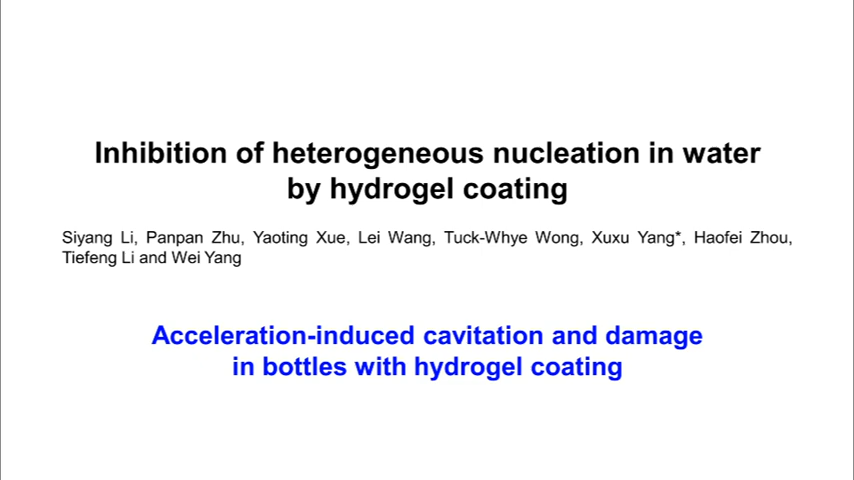 Inhibition of heterogeneous nucleation in water
by hydrogel coating
Siyang Li, Panpan Zhu, Yaoting Xue, Lei Wang, Tuck-Whye Wong, Xuxu Yang*, Haofei Zhou,
Tiefeng Li and Wei Yang
Acceleration-induced cavitation and damage
in bottles with hydrogel coating